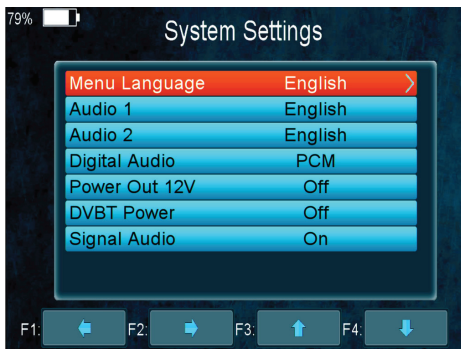 79%
System Settings
Menu Language English
Audio 1 English
Audio 2 English
Digital Audio PCM
Power Out 12V Off
DVBT Power Off
Signal Audio On
F1: F2: F3: F4: